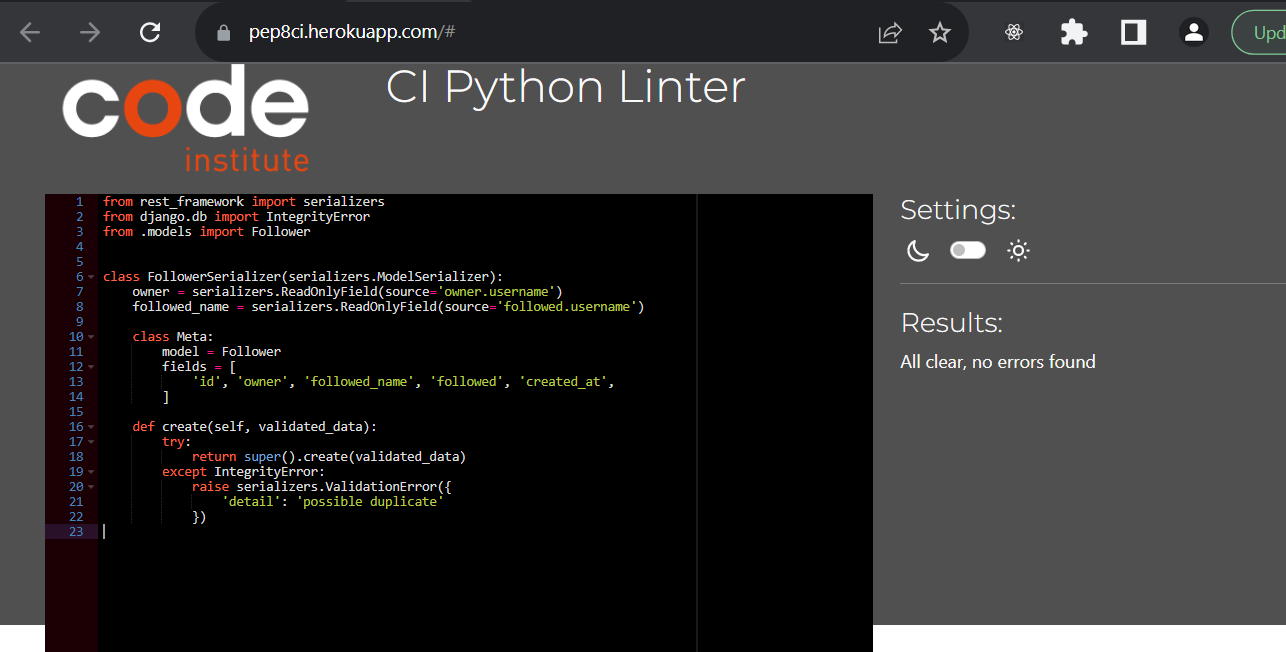 pep8ci.herokuapp.com/#
Upd
code
institute
CI Python Linter
1 from rest_framework import serializers
2 from django.db import IntegrityError
3 from .models import Follower
4
5
6 class FollowerSerializer(serializers.ModelSerializer):
7     owner = serializers.ReadOnlyField(source='owner.username')
8     followed_name = serializers.ReadOnlyField(source='followed.username')
9
10     class Meta:
11         model = Follower
12         fields = [
13             'id', 'owner', 'followed_name', 'followed', 'created_at',
14         ]
15
16     def create(self, validated_data):
17         try:
18             return super().create(validated_data)
19         except IntegrityError:
20             raise serializers.ValidationError({
21                 'detail': 'possible duplicate'
22             })
23
Settings:
Results:
All clear, no errors found